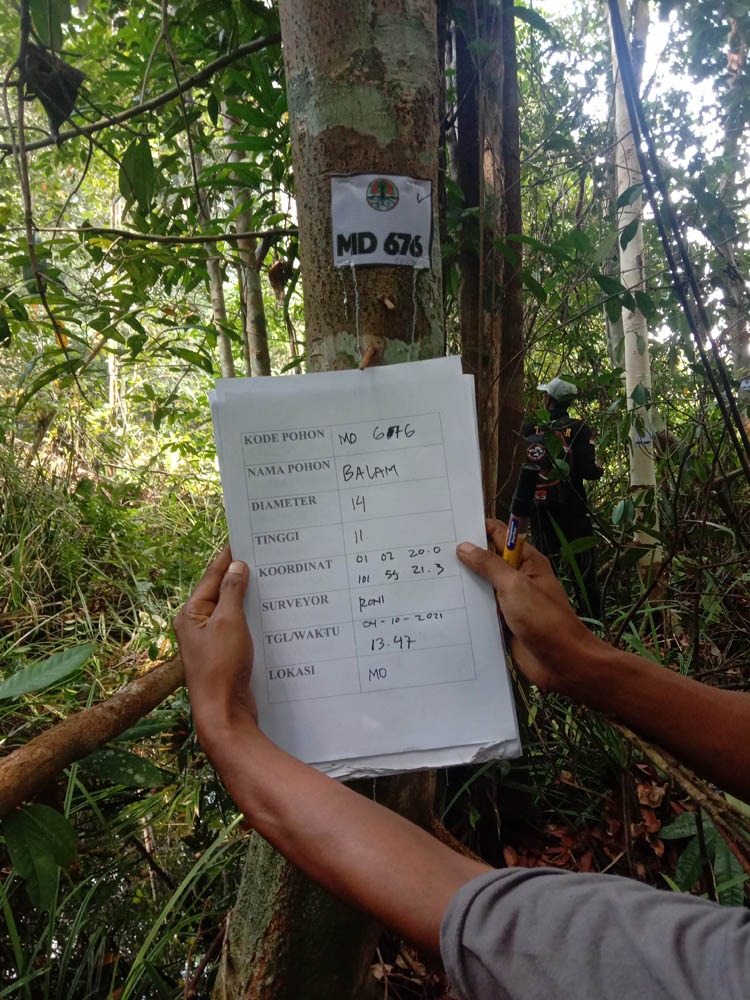 MD 676
KODE POHON MD 676
NAMA POHON BALAM
DIAMETER 14
TINGGI 11
KOORDINAT 01 02 20.0
101 55 21.3
SURVEYOR RONI
TGL/WAKTU 04-10-2021
13.47
LOKASI MD